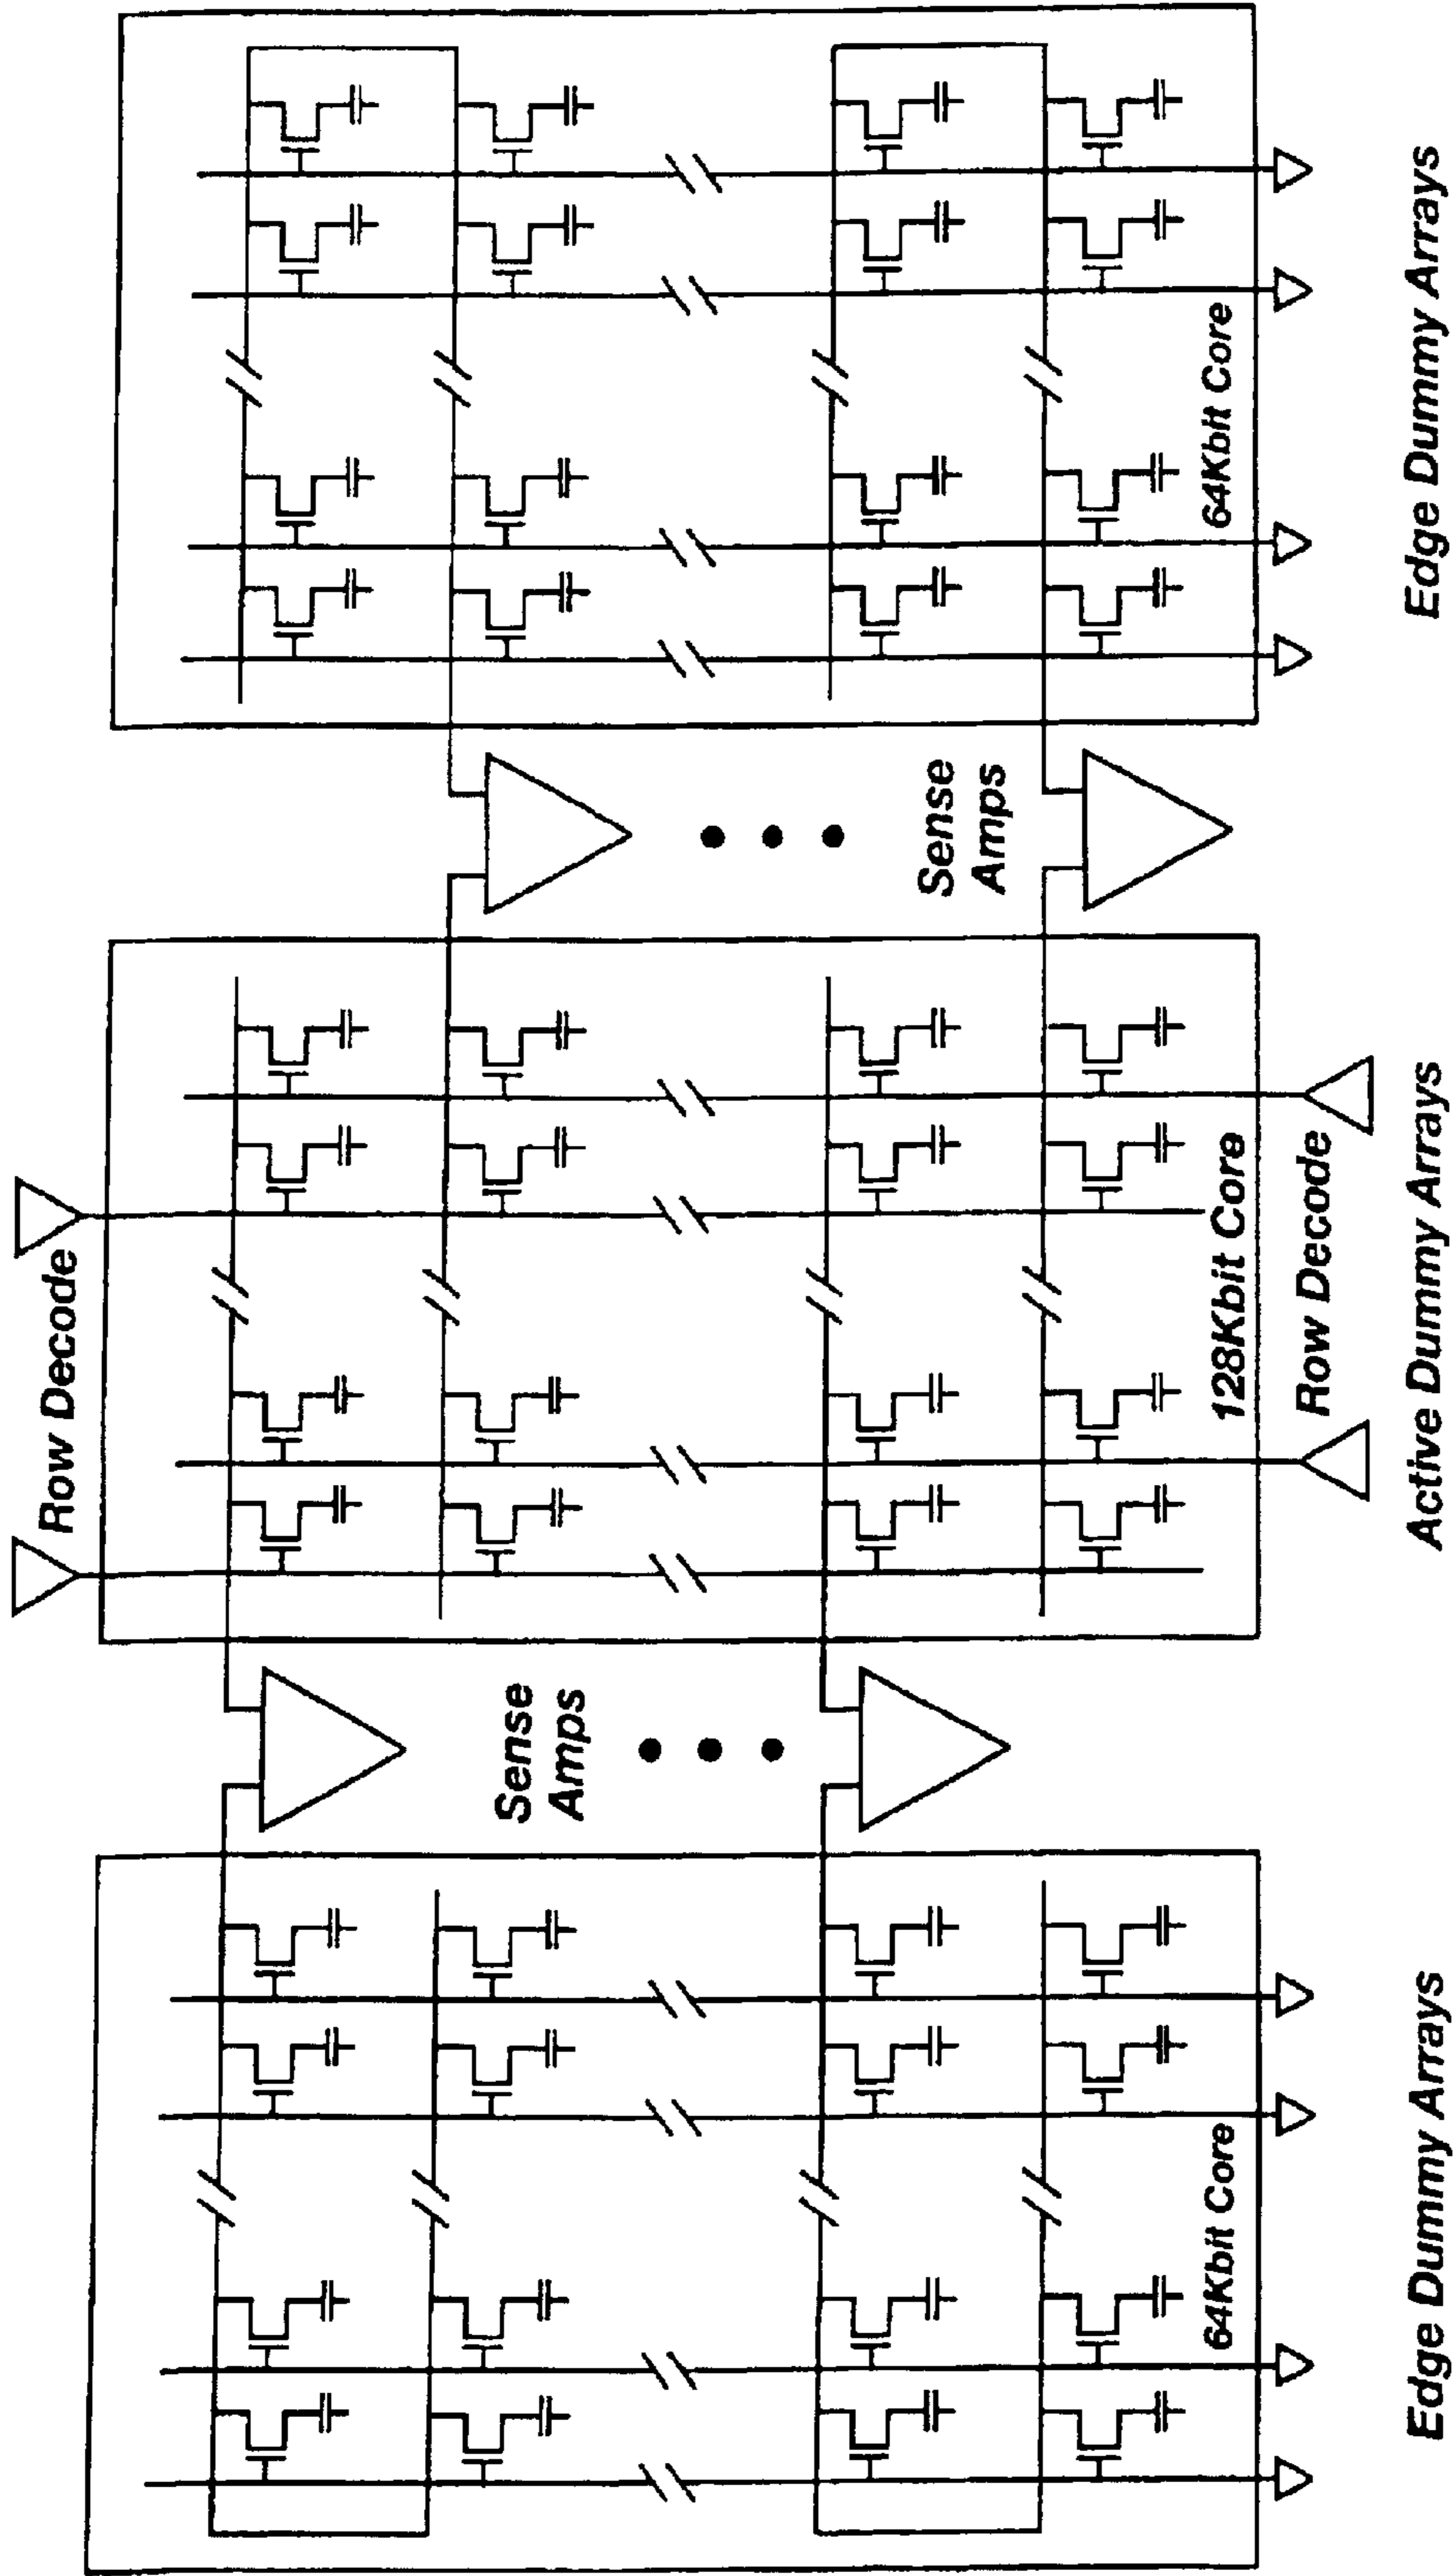 Row Decode
Sense
Amps
Sense
Amps
64Kbit Core
128Kbit Core
64Kbit Core
Row Decode
Edge Dummy Arrays
Active Dummy Arrays
Edge Dummy Arrays